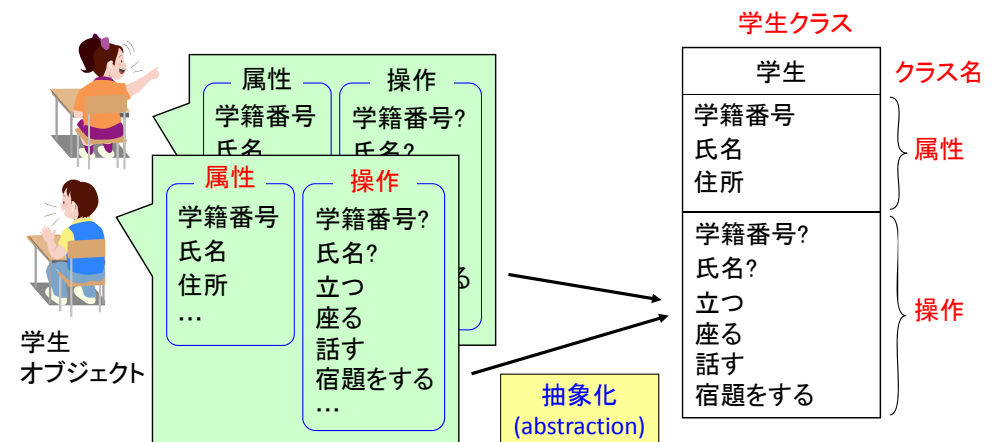 属性
操作
学籍番号
学籍番号?
氏名
氏名?
属性
操作
学籍番号
氏名
住所
…
学籍番号?
氏名?
立つ
座る
話す
宿題をする
…
る
学生
オブジェクト
抽象化
(abstraction)
学生クラス
学生
クラス名
学籍番号
氏名
住所
属性
学籍番号?
氏名?
立つ
座る
話す
宿題をする
操作